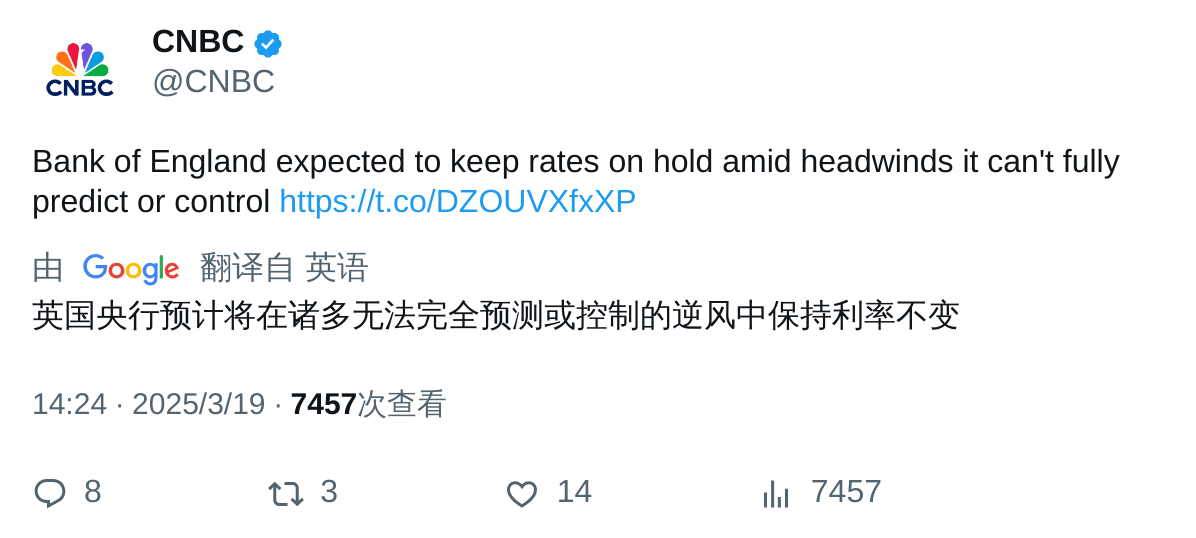 CNBC
@CNBC
CNBC
Bank of England expected to keep rates on hold amid headwinds it can't fully
predict or control https://t.co/DZOUVXfxXP
由 Google 翻译自 英语
英国央行预计将在诸多无法完全预测或控制的逆风中保持利率不变
14:24 · 2025/3/19 · 7457次查看
8 3 14 7457